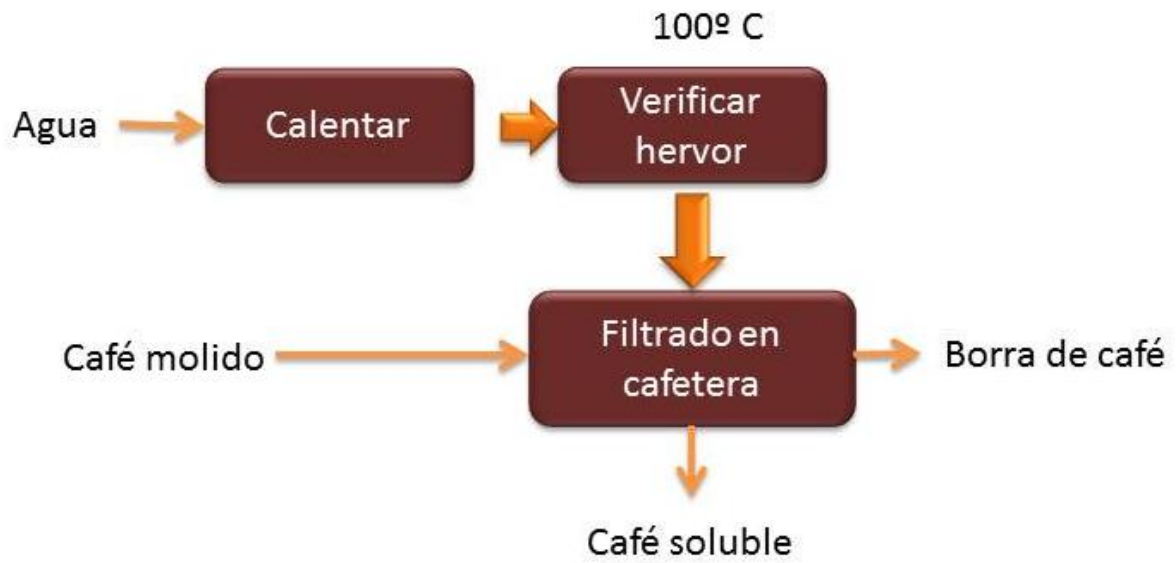 100º C
Agua
Calentar
Verificar
hervor
Café molido
Filtrado en
cafetera
Borra de café
Café soluble